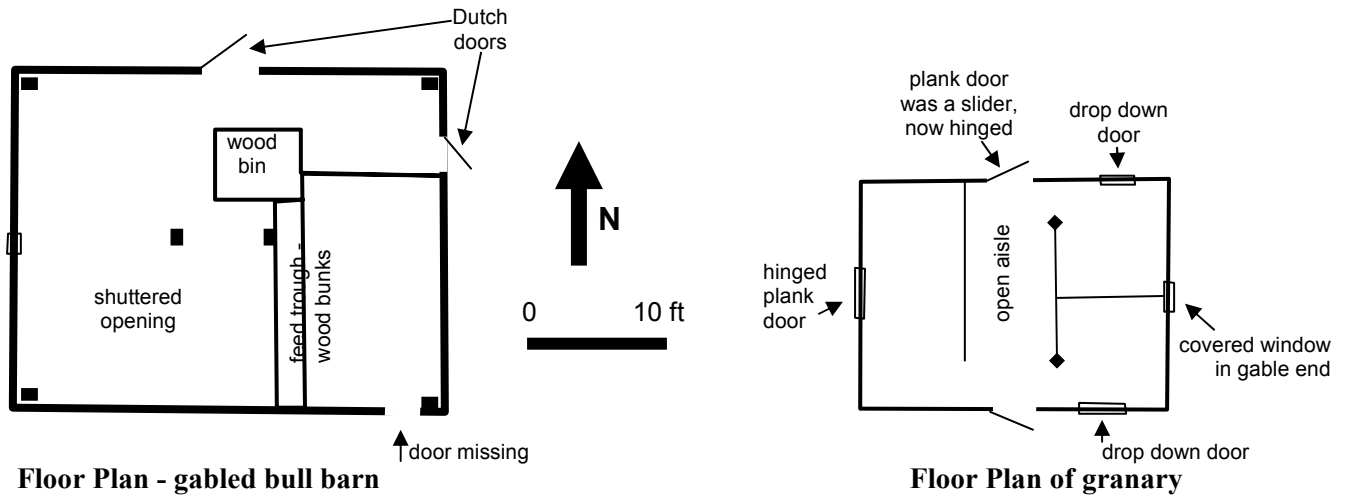 Dutch
doors
wood
bin
shuttered
opening
feed trough -
wood bunks
door missing
Floor Plan - gabled bull barn
N
0 10 ft
plank door
was a slider,
now hinged
drop down
door
hinged
plank
door
open aisle
covered window
in gable end
drop down door
Floor Plan of granary